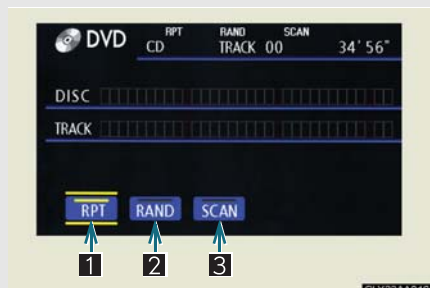 DVD RPT RAND SCAN
CD TRACK 00 34'56"
DISC
TRACK
RPT RAND SCAN
1 2 3